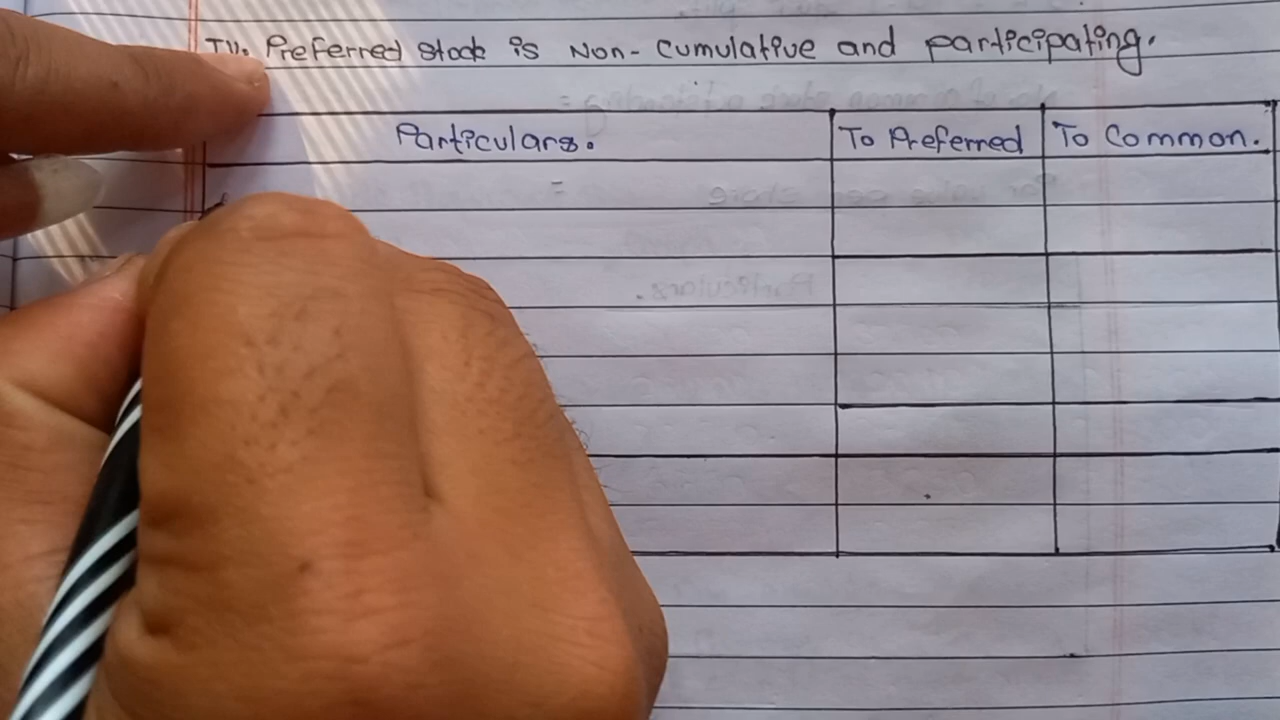 IV. Preferred stock is Non-cumulative and participating.
Particulars. To Preferred To Common.